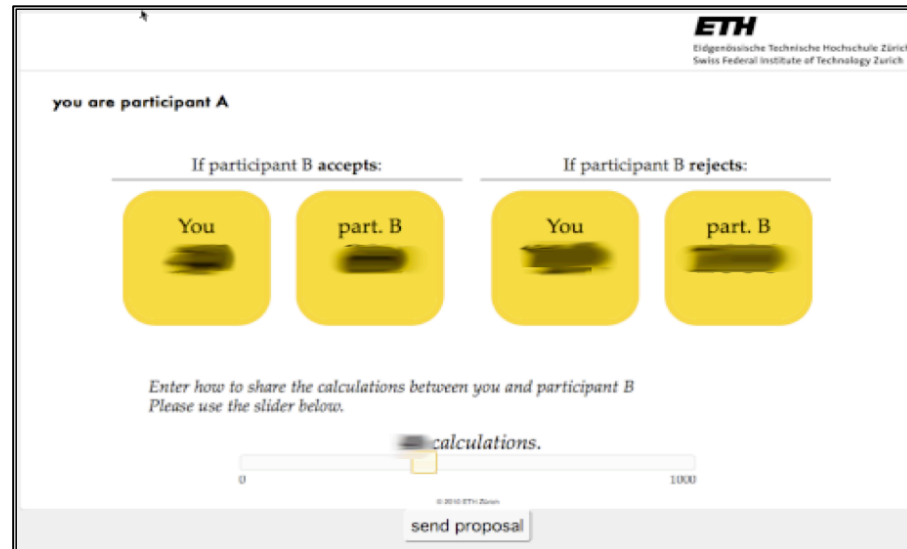 ETH
Eidgenössische Technische Hochschule Zürich
Swiss Federal Institute of Technology Zurich
you are participant A
If participant B accepts:
If participant B rejects:
You
part. B
You
part. B
Enter how to share the calculations between you and participant B
Please use the slider below.
calculations.
0
1000
© 2010 ETH Zürich
send proposal